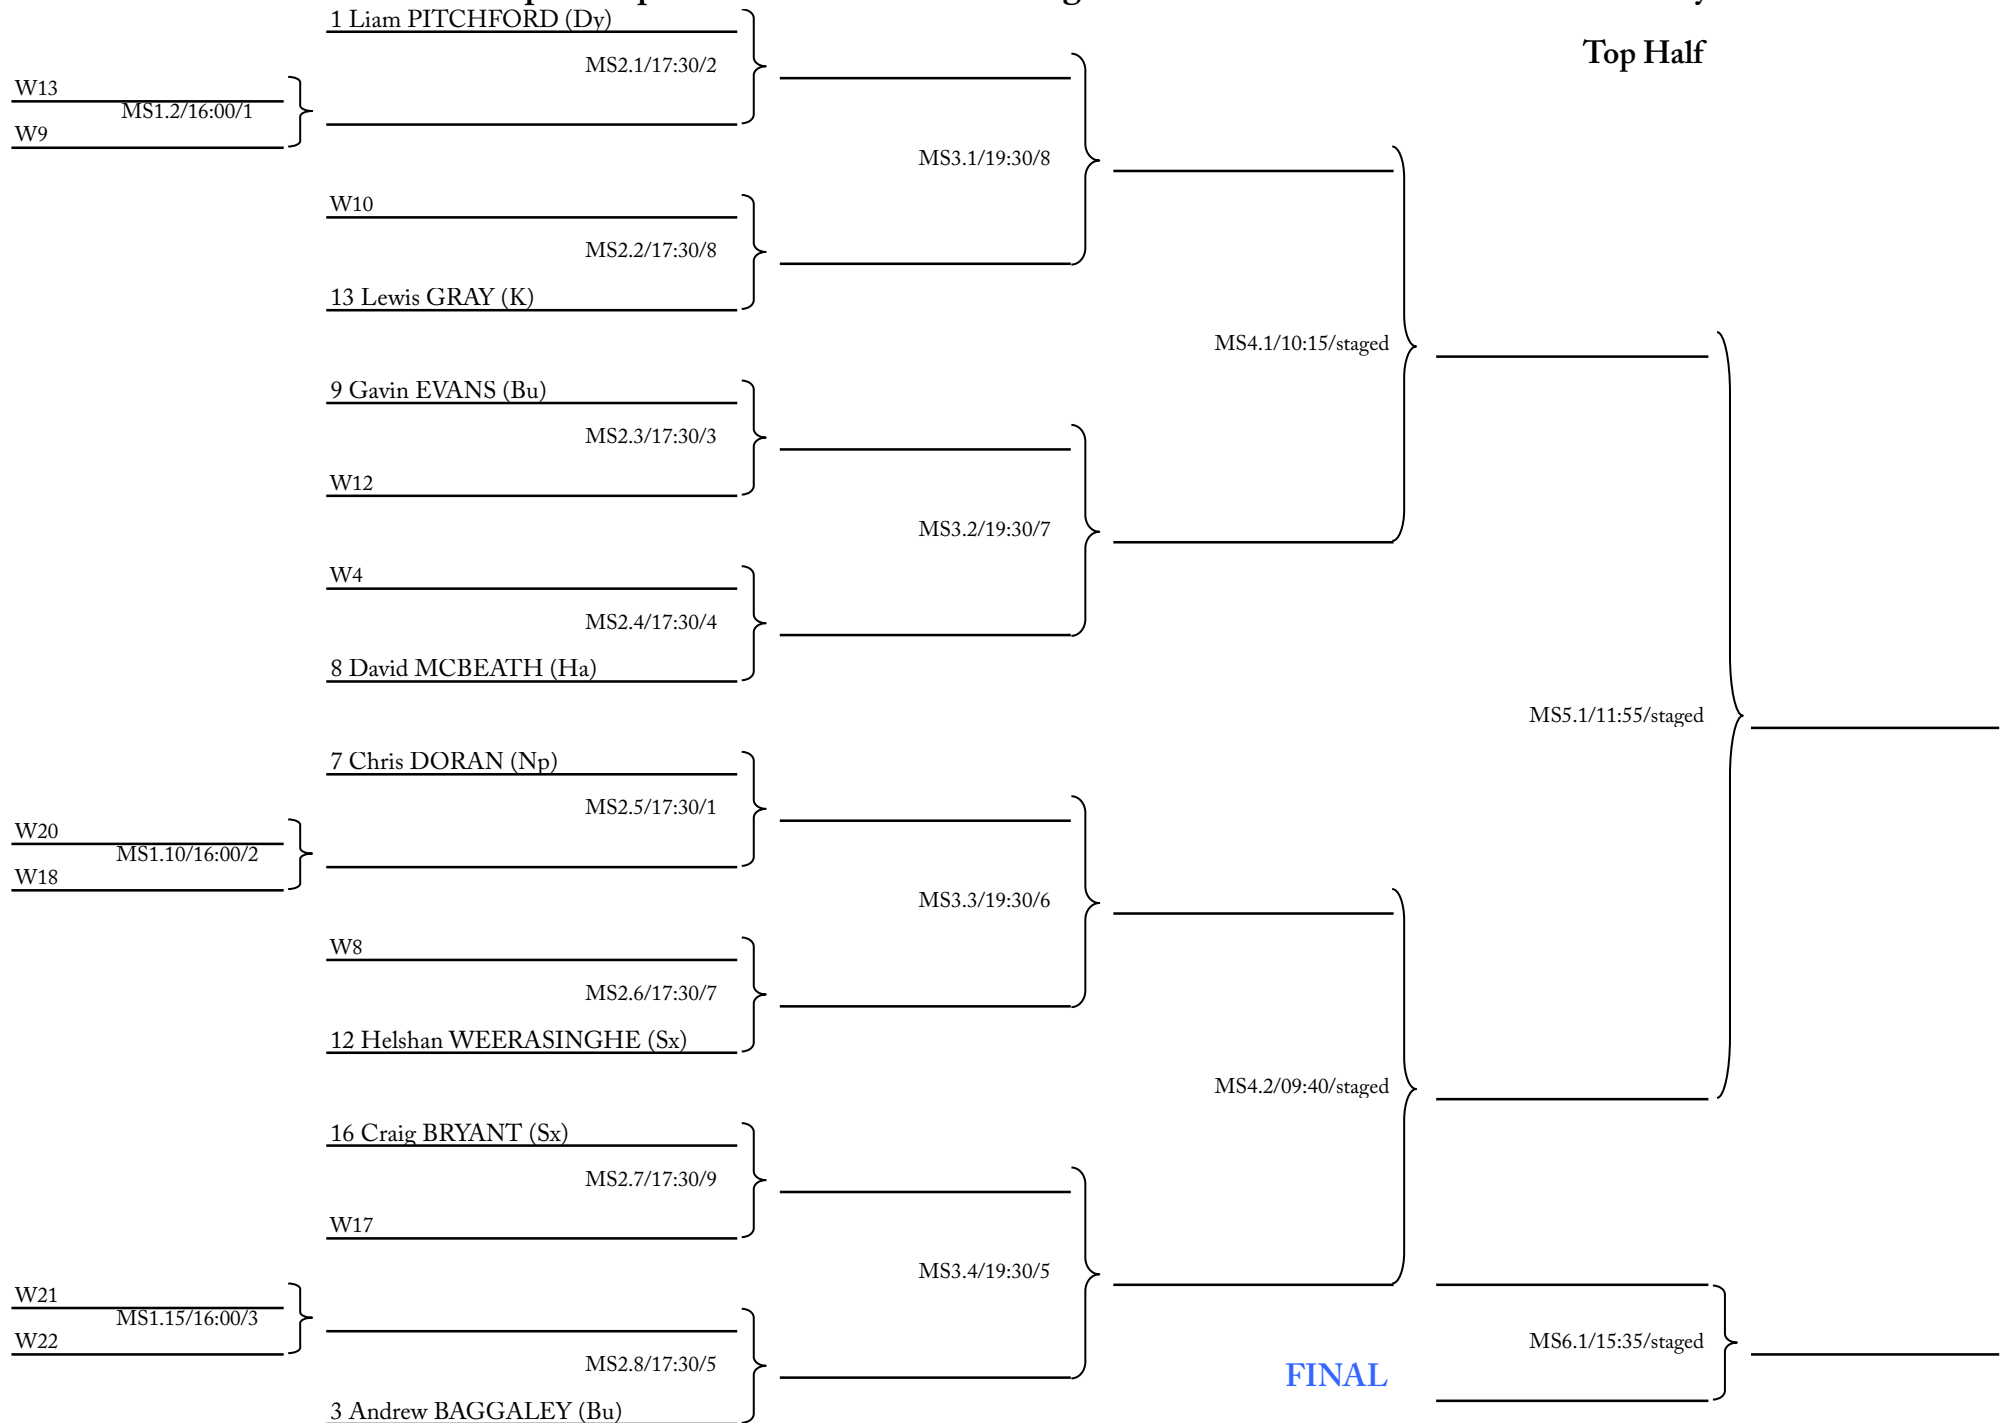 1 Liam PITCHFORD (Dy)
Top Half
MS2.1/17:30/2
W13
MS1.2/16:00/1
W9
MS3.1/19:30/8
W10
MS2.2/17:30/8
13 Lewis GRAY (K)
MS4.1/10:15/staged
9 Gavin EVANS (Bu)
MS2.3/17:30/3
W12
MS3.2/19:30/7
W4
MS2.4/17:30/4
8 David MCBEATH (Ha)
MS5.1/11:55/staged
7 Chris DORAN (Np)
MS2.5/17:30/1
W20
MS1.10/16:00/2
W18
MS3.3/19:30/6
W8
MS2.6/17:30/7
12 Helshan WEERASINGHE (Sx)
MS4.2/09:40/staged
16 Craig BRYANT (Sx)
MS2.7/17:30/9
W17
MS3.4/19:30/5
W21
MS1.15/16:00/3
W22
MS6.1/15:35/staged
MS2.8/17:30/5
FINAL
3 Andrew BAGGALEY (Bu)